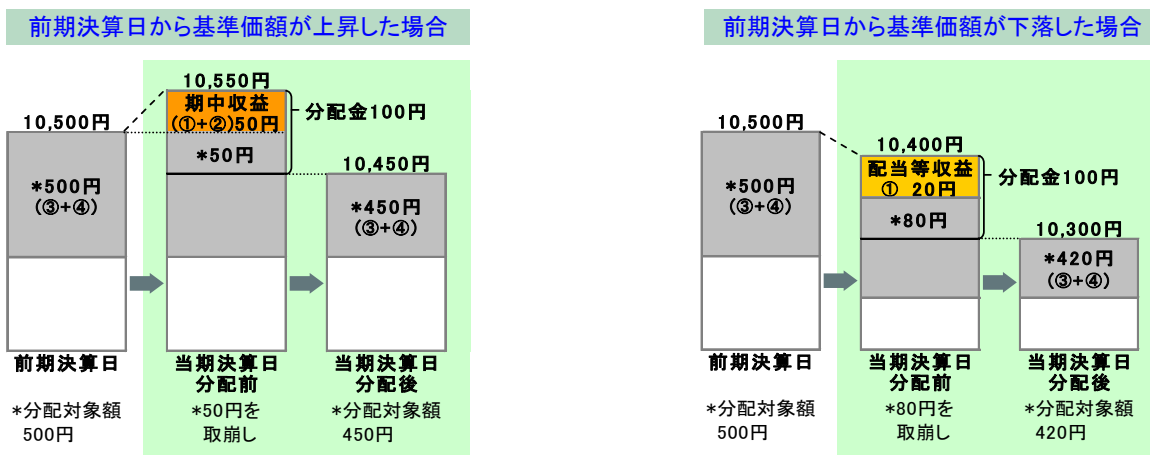 前期決算日から基準価額が上昇した場合
10,500円
*500円
(③+④)
前期決算日
*分配対象額
500円
10,550円
期中収益
(①+②)50円
*50円
分配金100円
当期決算日
分配前
*50円を
取崩し
10,450円
*450円
(③+④)
当期決算日
分配後
*分配対象額
450円
前期決算日から基準価額が下落した場合
10,500円
*500円
(③+④)
前期決算日
*分配対象額
500円
10,400円
配当等収益
① 20円
*80円
分配金100円
当期決算日
分配前
*80円を
取崩し
10,300円
*420円
(③+④)
当期決算日
分配後
*分配対象額
420円